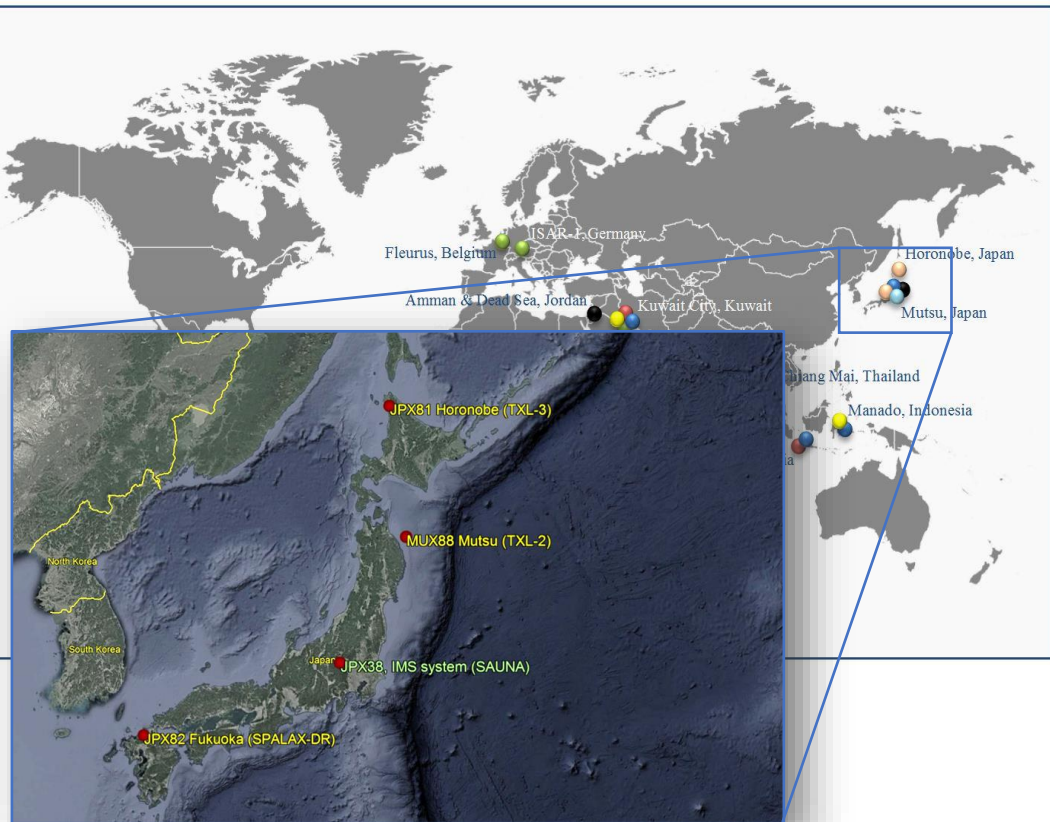 ISAR-1, Germany
Fleurus, Belgium
Horonobe, Japan
Amman & Dead Sea, Jordan
Kuwait City, Kuwait
Mutsu, Japan
Mai, Thailand
Manado, Indonesia
JPX81 Horonobe (TXL-3)
MUX88 Mutsu (TXL-2)
North Korea
South Korea
Japan
JPX38, IMS system (SAUNA)
JPX82 Fukuoka (SPALAX-DR)